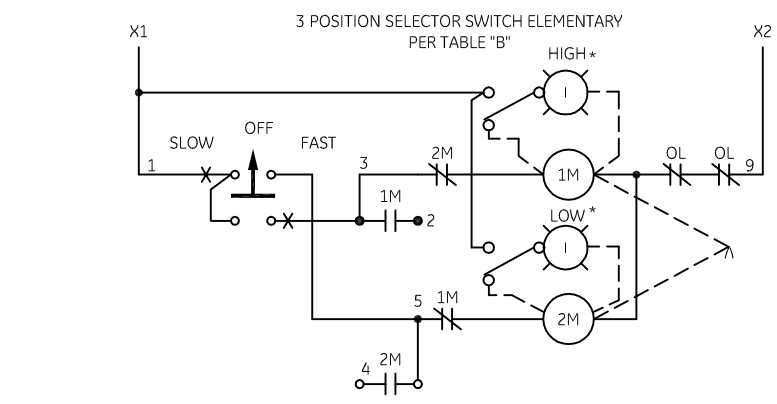 3 POSITION SELECTOR SWITCH ELEMENTARY
PER TABLE "B"
X1
X2
HIGH *
I
SLOW
OFF
FAST
1
3
2M
1M
OL
OL
9
1M
2
LOW *
I
5
1M
2M
4
2M